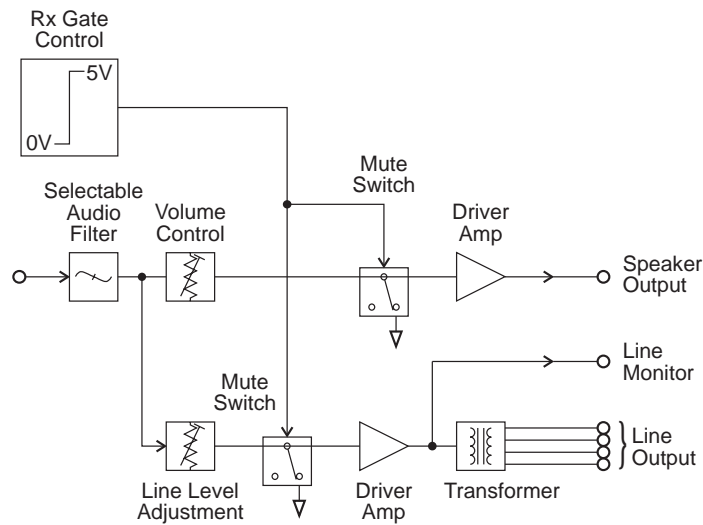 Rx Gate
Control
5V
0V
Mute
Switch
Selectable
Audio
Filter
Volume
Control
Driver
Amp
Speaker
Output
Line
Monitor
Mute
Switch
Line
Output
Line Level
Adjustment
Driver
Amp
Transformer